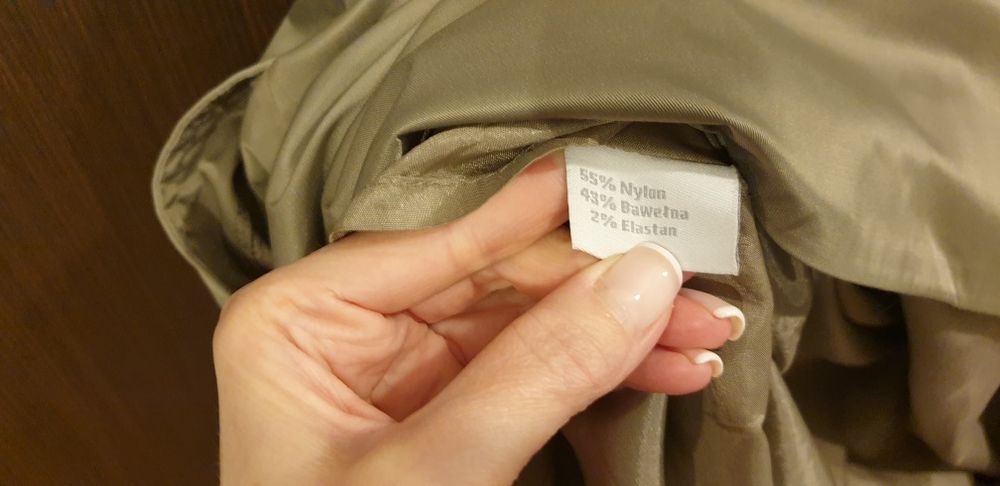 55% Nylon
43% Bawełna
2% Elastan